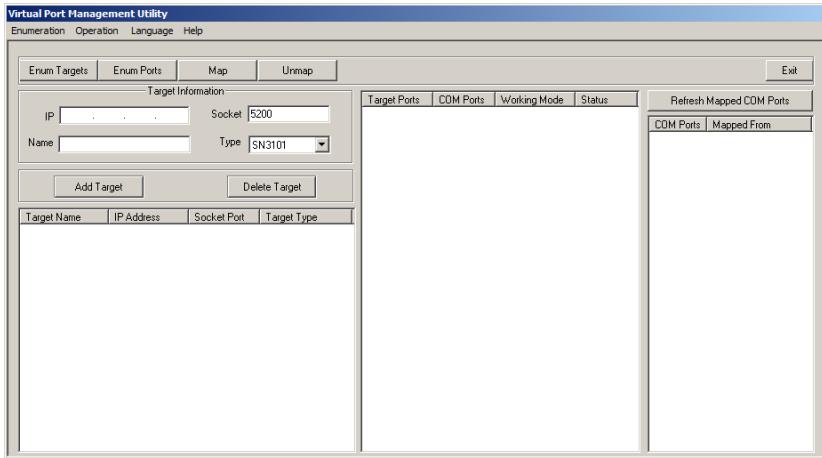 Virtual Port Management Utility
Enumeration Operation Language Help
Enum Targets Enum Ports Map Unmap Exit
Target Information
IP . . . Socket 5200
Name Type SN3101
Add Target Delete Target
Target Name IP Address Socket Port Target Type
Target Ports COM Ports Working Mode Status
Refresh Mapped COM Ports
COM Ports Mapped From